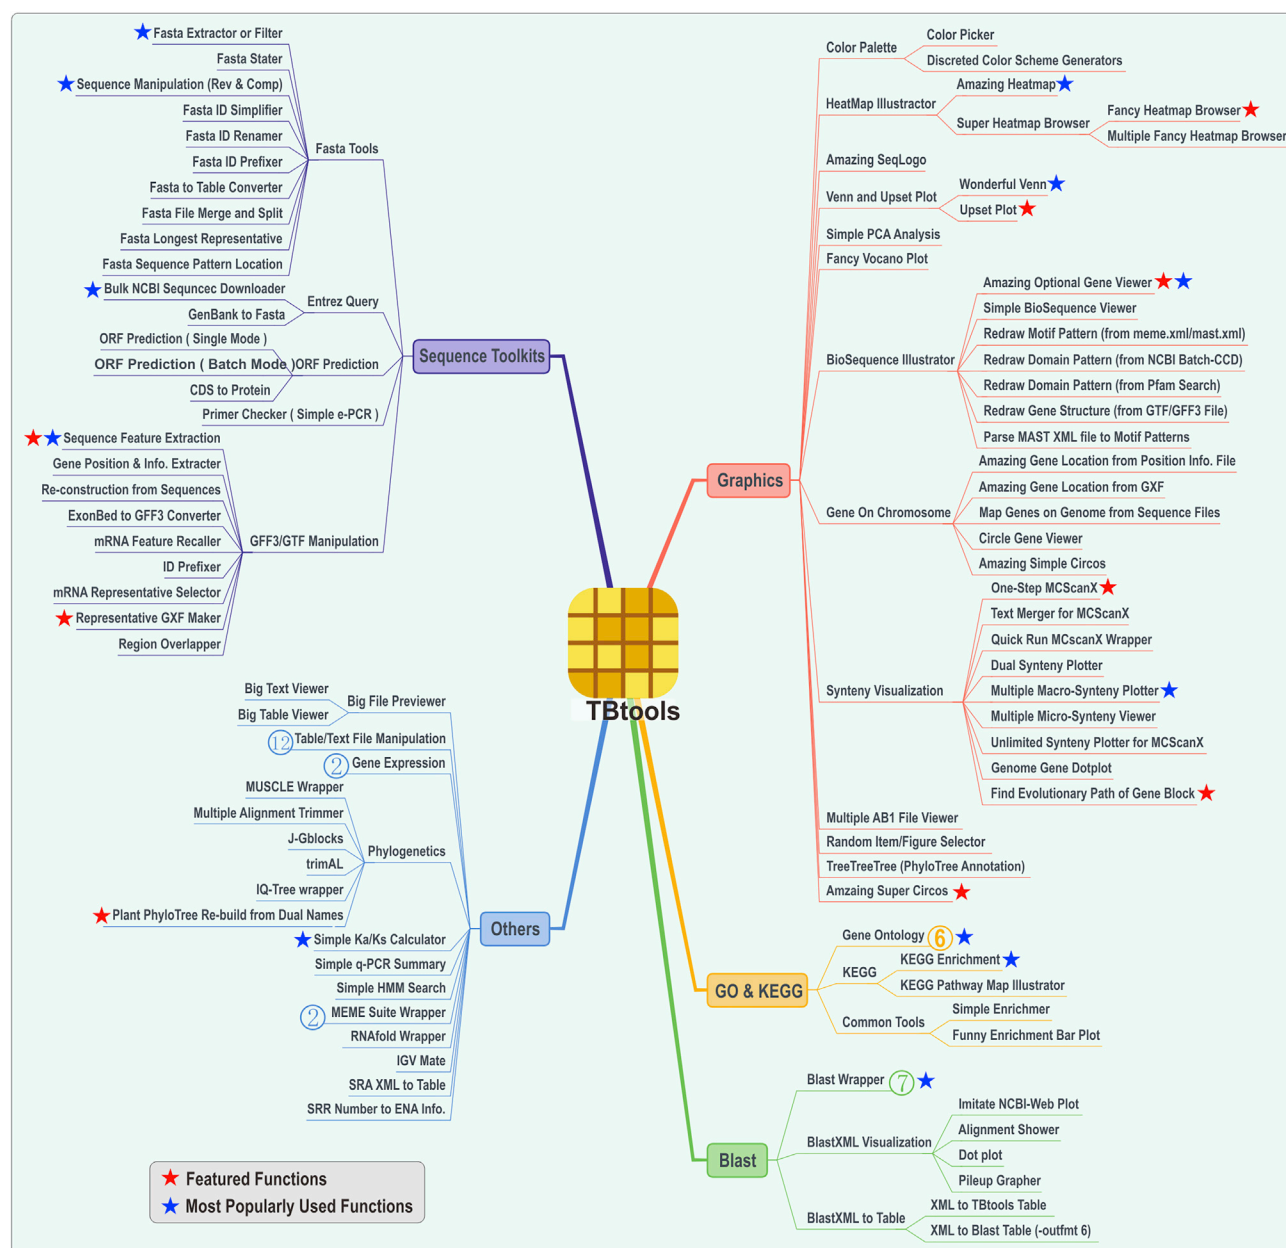 Fasta Extractor or Filter
Fasta Stater
Sequence Manipulation (Rev & Comp)
Fasta ID Simplifier
Fasta ID Renamer
Fasta ID Prefixer
Fasta to Table Converter
Fasta File Merge and Split
Fasta Longest Representative
Fasta Sequence Pattern Location
Fasta Tools
Bulk NCBI Sequncec Downloader
GenBank to Fasta
Entrez Query
ORF Prediction ( Single Mode )
ORF Prediction ( Batch Mode )
CDS to Protein
ORF Prediction
Primer Checker ( Simple e-PCR )
Sequence Toolkits
Sequence Feature Extraction
Gene Position & Info. Extracter
Re-construction from Sequences
ExonBed to GFF3 Converter
mRNA Feature Recaller
ID Prefixer
mRNA Representative Selector
Representative GXF Maker
Region Overlapper
GFF3/GTF Manipulation
Big Text Viewer
Big Table Viewer
Big File Previewer
12 Table/Text File Manipulation
2 Gene Expression
MUSCLE Wrapper
Multiple Alignment Trimmer
J-Gblocks
trimAL
IQ-Tree wrapper
Plant PhyloTree Re-build from Dual Names
Phylogenetics
Others
Simple Ka/Ks Calculator
Simple q-PCR Summary
Simple HMM Search
2 MEME Suite Wrapper
RNAfold Wrapper
IGV Mate
SRA XML to Table
SRR Number to ENA Info.
Featured Functions
Most Popularly Used Functions
TBtools
Color Palette
Color Picker
Discreted Color Scheme Generators
HeatMap Illustractor
Amazing Heatmap
Super Heatmap Browser
Fancy Heatmap Browser
Multiple Fancy Heatmap Browser
Amazing SeqLogo
Venn and Upset Plot
Wonderful Venn
Upset Plot
Simple PCA Analysis
Fancy Vocano Plot
BioSequence Illustrator
Amazing Optional Gene Viewer
Simple BioSequence Viewer
Redraw Motif Pattern (from meme.xml/mast.xml)
Redraw Domain Pattern (from NCBI Batch-CCD)
Redraw Domain Pattern (from Pfam Search)
Redraw Gene Structure (from GTF/GFF3 File)
Parse MAST XML file to Motif Patterns
Graphics
Gene On Chromosome
Amazing Gene Location from Position Info. File
Amazing Gene Location from GXF
Map Genes on Genome from Sequence Files
Circle Gene Viewer
Amazing Simple Circos
Synteny Visualization
One-Step MCScanX
Text Merger for MCScanX
Quick Run MCscanX Wrapper
Dual Synteny Plotter
Multiple Macro-Synteny Plotter
Multiple Micro-Synteny Viewer
Unlimited Synteny Plotter for MCScanX
Genome Gene Dotplot
Find Evolutionary Path of Gene Block
Multiple AB1 File Viewer
Random Item/Figure Selector
TreeTreeTree (PhyloTree Annotation)
Amzaing Super Circos
GO & KEGG
Gene Ontology 6
KEGG
KEGG Enrichment
KEGG Pathway Map Illustrator
Common Tools
Simple Enrichmer
Funny Enrichment Bar Plot
Blast
Blast Wrapper 7
BlastXML Visualization
Imitate NCBI-Web Plot
Alignment Shower
Dot plot
Pileup Grapher
BlastXML to Table
XML to TBtools Table
XML to Blast Table (-outfmt 6)